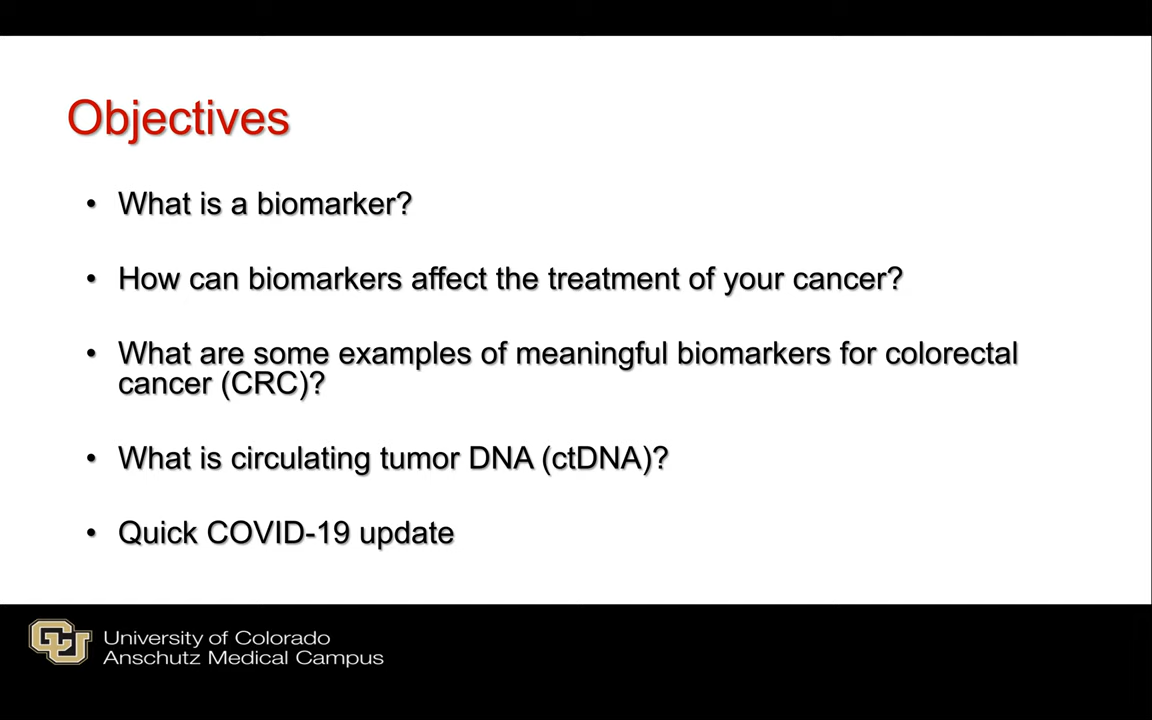 Objectives
• What is a biomarker?
• How can biomarkers affect the treatment of your cancer?
• What are some examples of meaningful biomarkers for colorectal
cancer (CRC)?
• What is circulating tumor DNA (ctDNA)?
• Quick COVID-19 update
CU University of Colorado
Anschutz Medical Campus